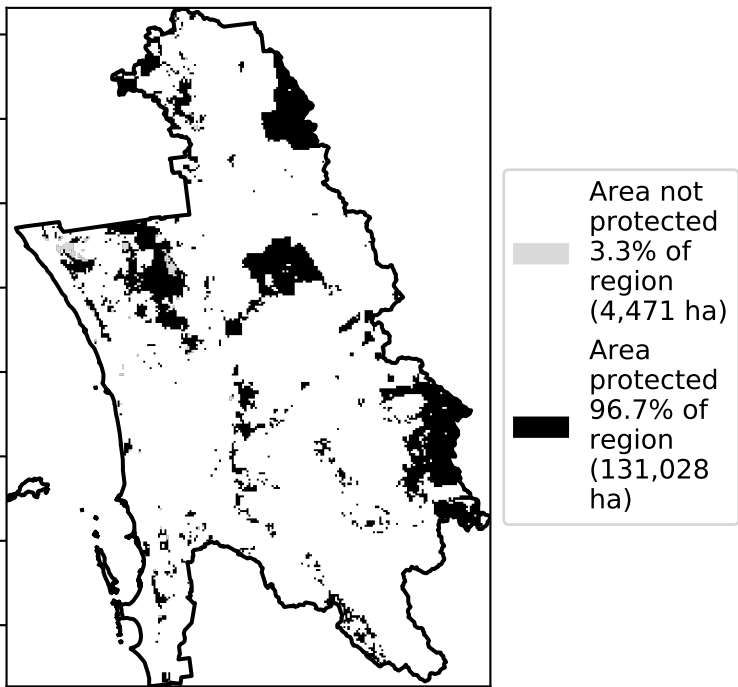 Area not
protected
3.3% of
region
(4,471 ha)
Area
protected
96.7% of
region
(131,028
ha)